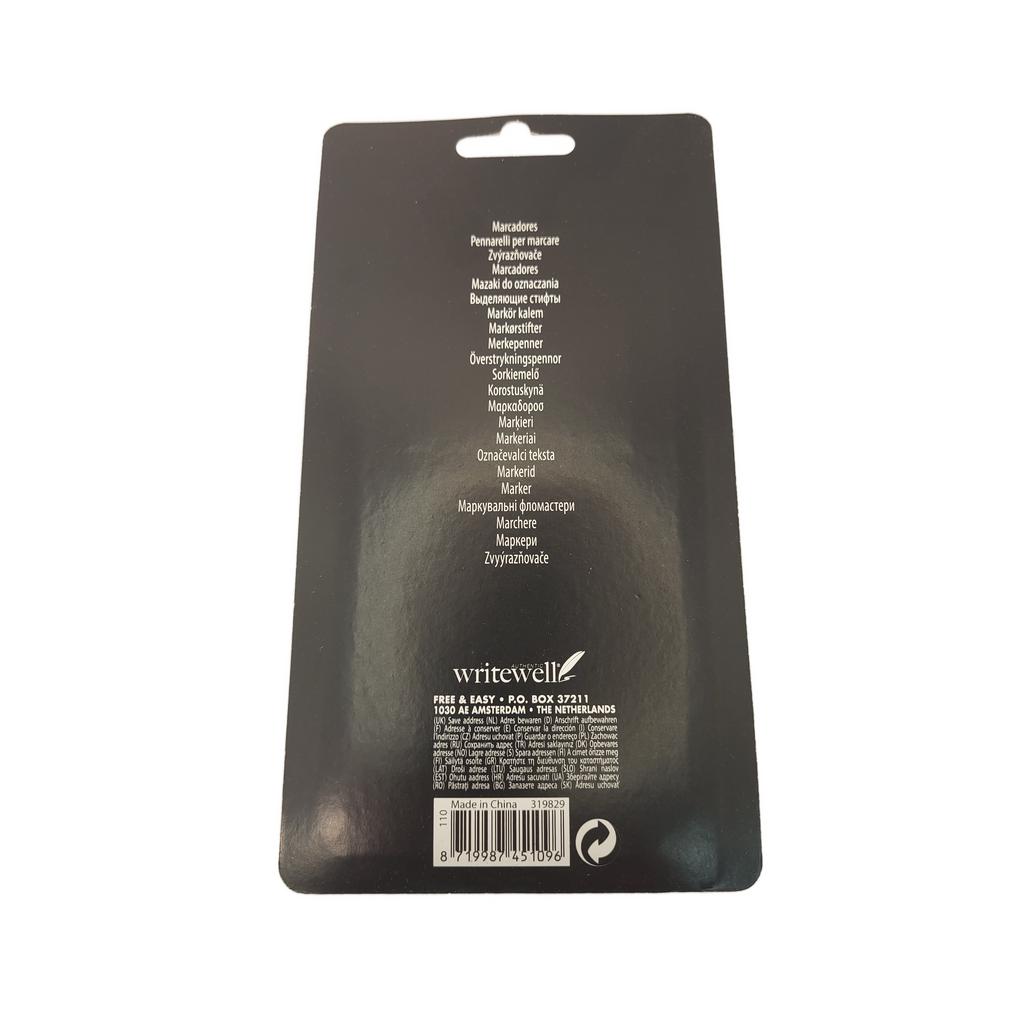 Marcadores
Pennarelli per marcare
Zvýrazňovače
Marcadores
Mazaki do oznaczania
Выделяющие стифты
Markör kalem
Markørstifter
Merkepenner
Överstrykningspennor
Sorkiemelő
Korostuskynä
Μαρκαδοροσ
Marķieri
Markeriai
Označevalci teksta
Markerid
Marker
Маркувальні фломастери
Marchere
Маркери
Zvyýrazňovače
AUTHENTIC
writewell®
FREE & EASY • P.O. BOX 37211
1030 AE AMSTERDAM • THE NETHERLANDS
(UK) Save address (NL) Adres bewaren (D) Anschrift aufbewahren
(F) Adresse à conserver (E) Conservar la dirección (I) Conservare
l'indirizzo (CZ) Adresu uchovat (P) Guardar o endereço (PL) Zachowac
adres (RU) Сохранить адрес (TR) Adresi saklayınız (DK) Opbevares
adresse (NO) Lagre adresse (S) Spara adressen (H) A cimet őrizze meg
(FI) Säilytä osoite (GR) Κρατήστε τη διεύθυνση του καταστήματος
(LAT) Droši adrese (LTU) Saugaus adresas (SLO) Shrani naslov
(EST) Ohutu aadress (HR) Adresu sacuvati (UA) Зберігайте адресу
(RO) Păstrați adresa (BG) Запазете адреса (SK) Adresu uchovat
Made in China 319829
110
8 719987 451096